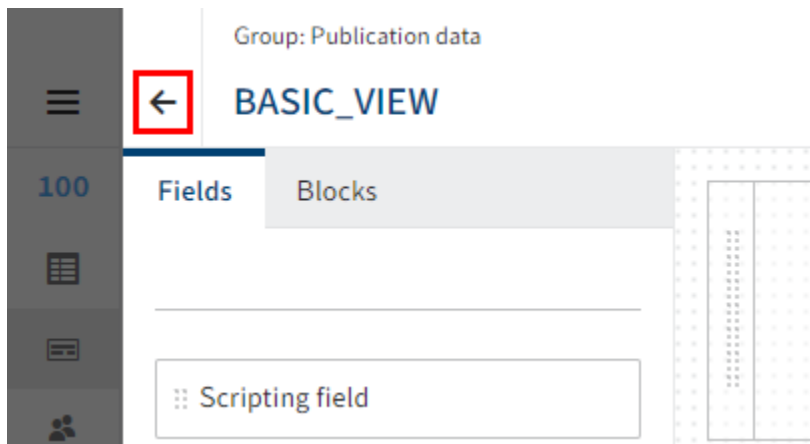 Group: Publication data
BASIC_VIEW
100
Fields
Blocks
Scripting field